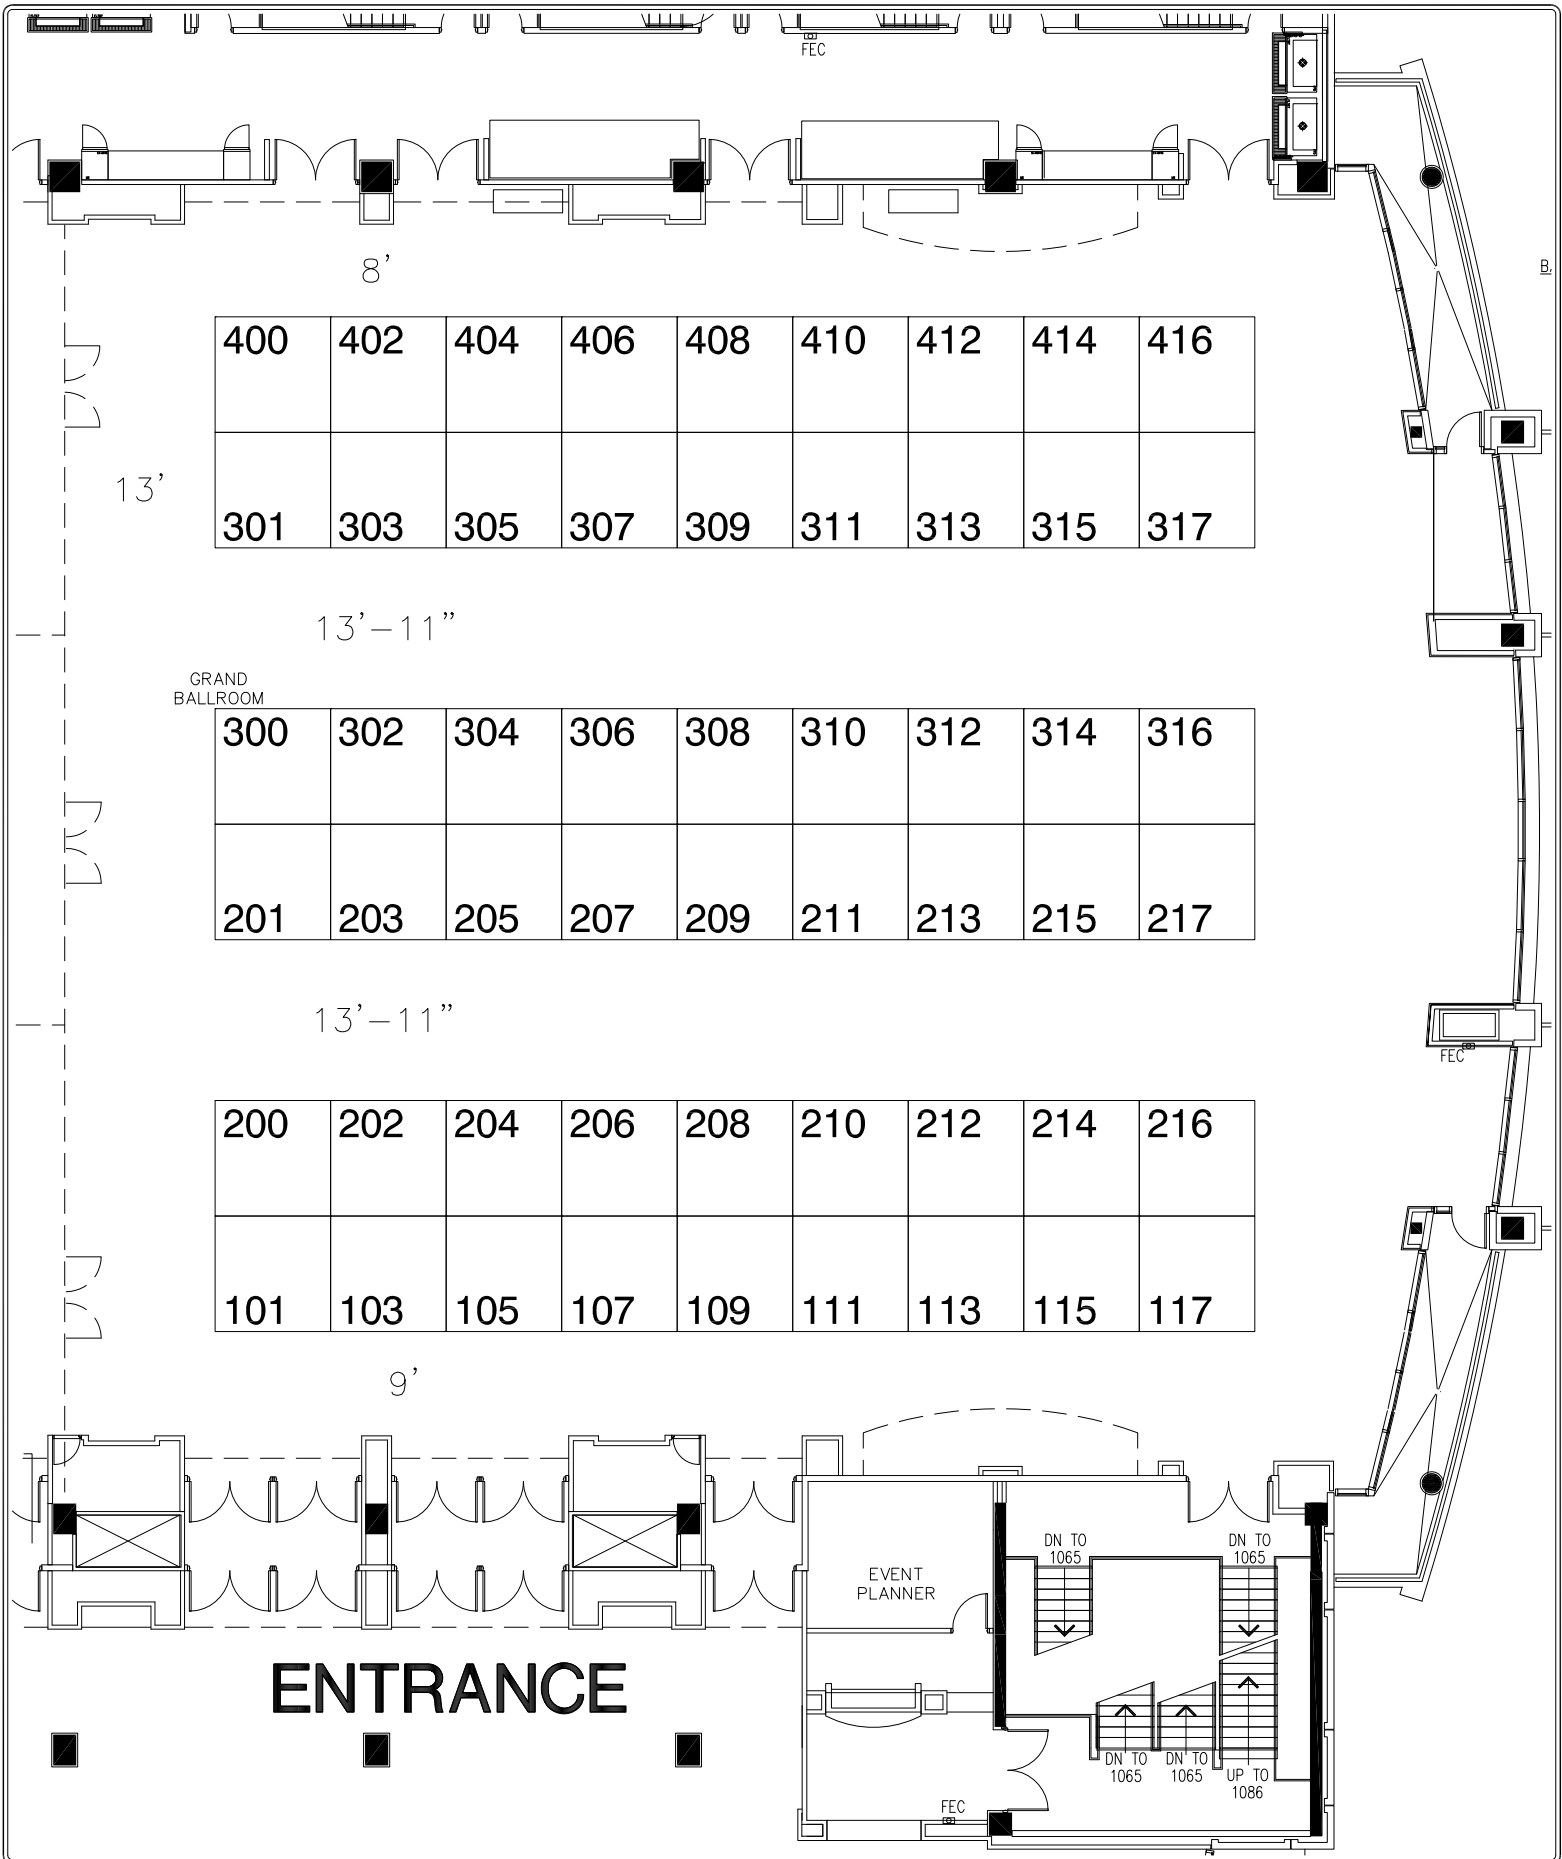 FEC
B
8'
400 402 404 406 408 410 412 414 416
13'
301 303 305 307 309 311 313 315 317
13'-11"
GRAND
BALLROOM
300 302 304 306 308 310 312 314 316
201 203 205 207 209 211 213 215 217
13'-11"
FEC
200 202 204 206 208 210 212 214 216
101 103 105 107 109 111 113 115 117
9'
DN TO
1065
DN TO
1065
EVENT
PLANNER
ENTRANCE
DN TO
1065
DN TO
1065
UP TO
1086
FEC